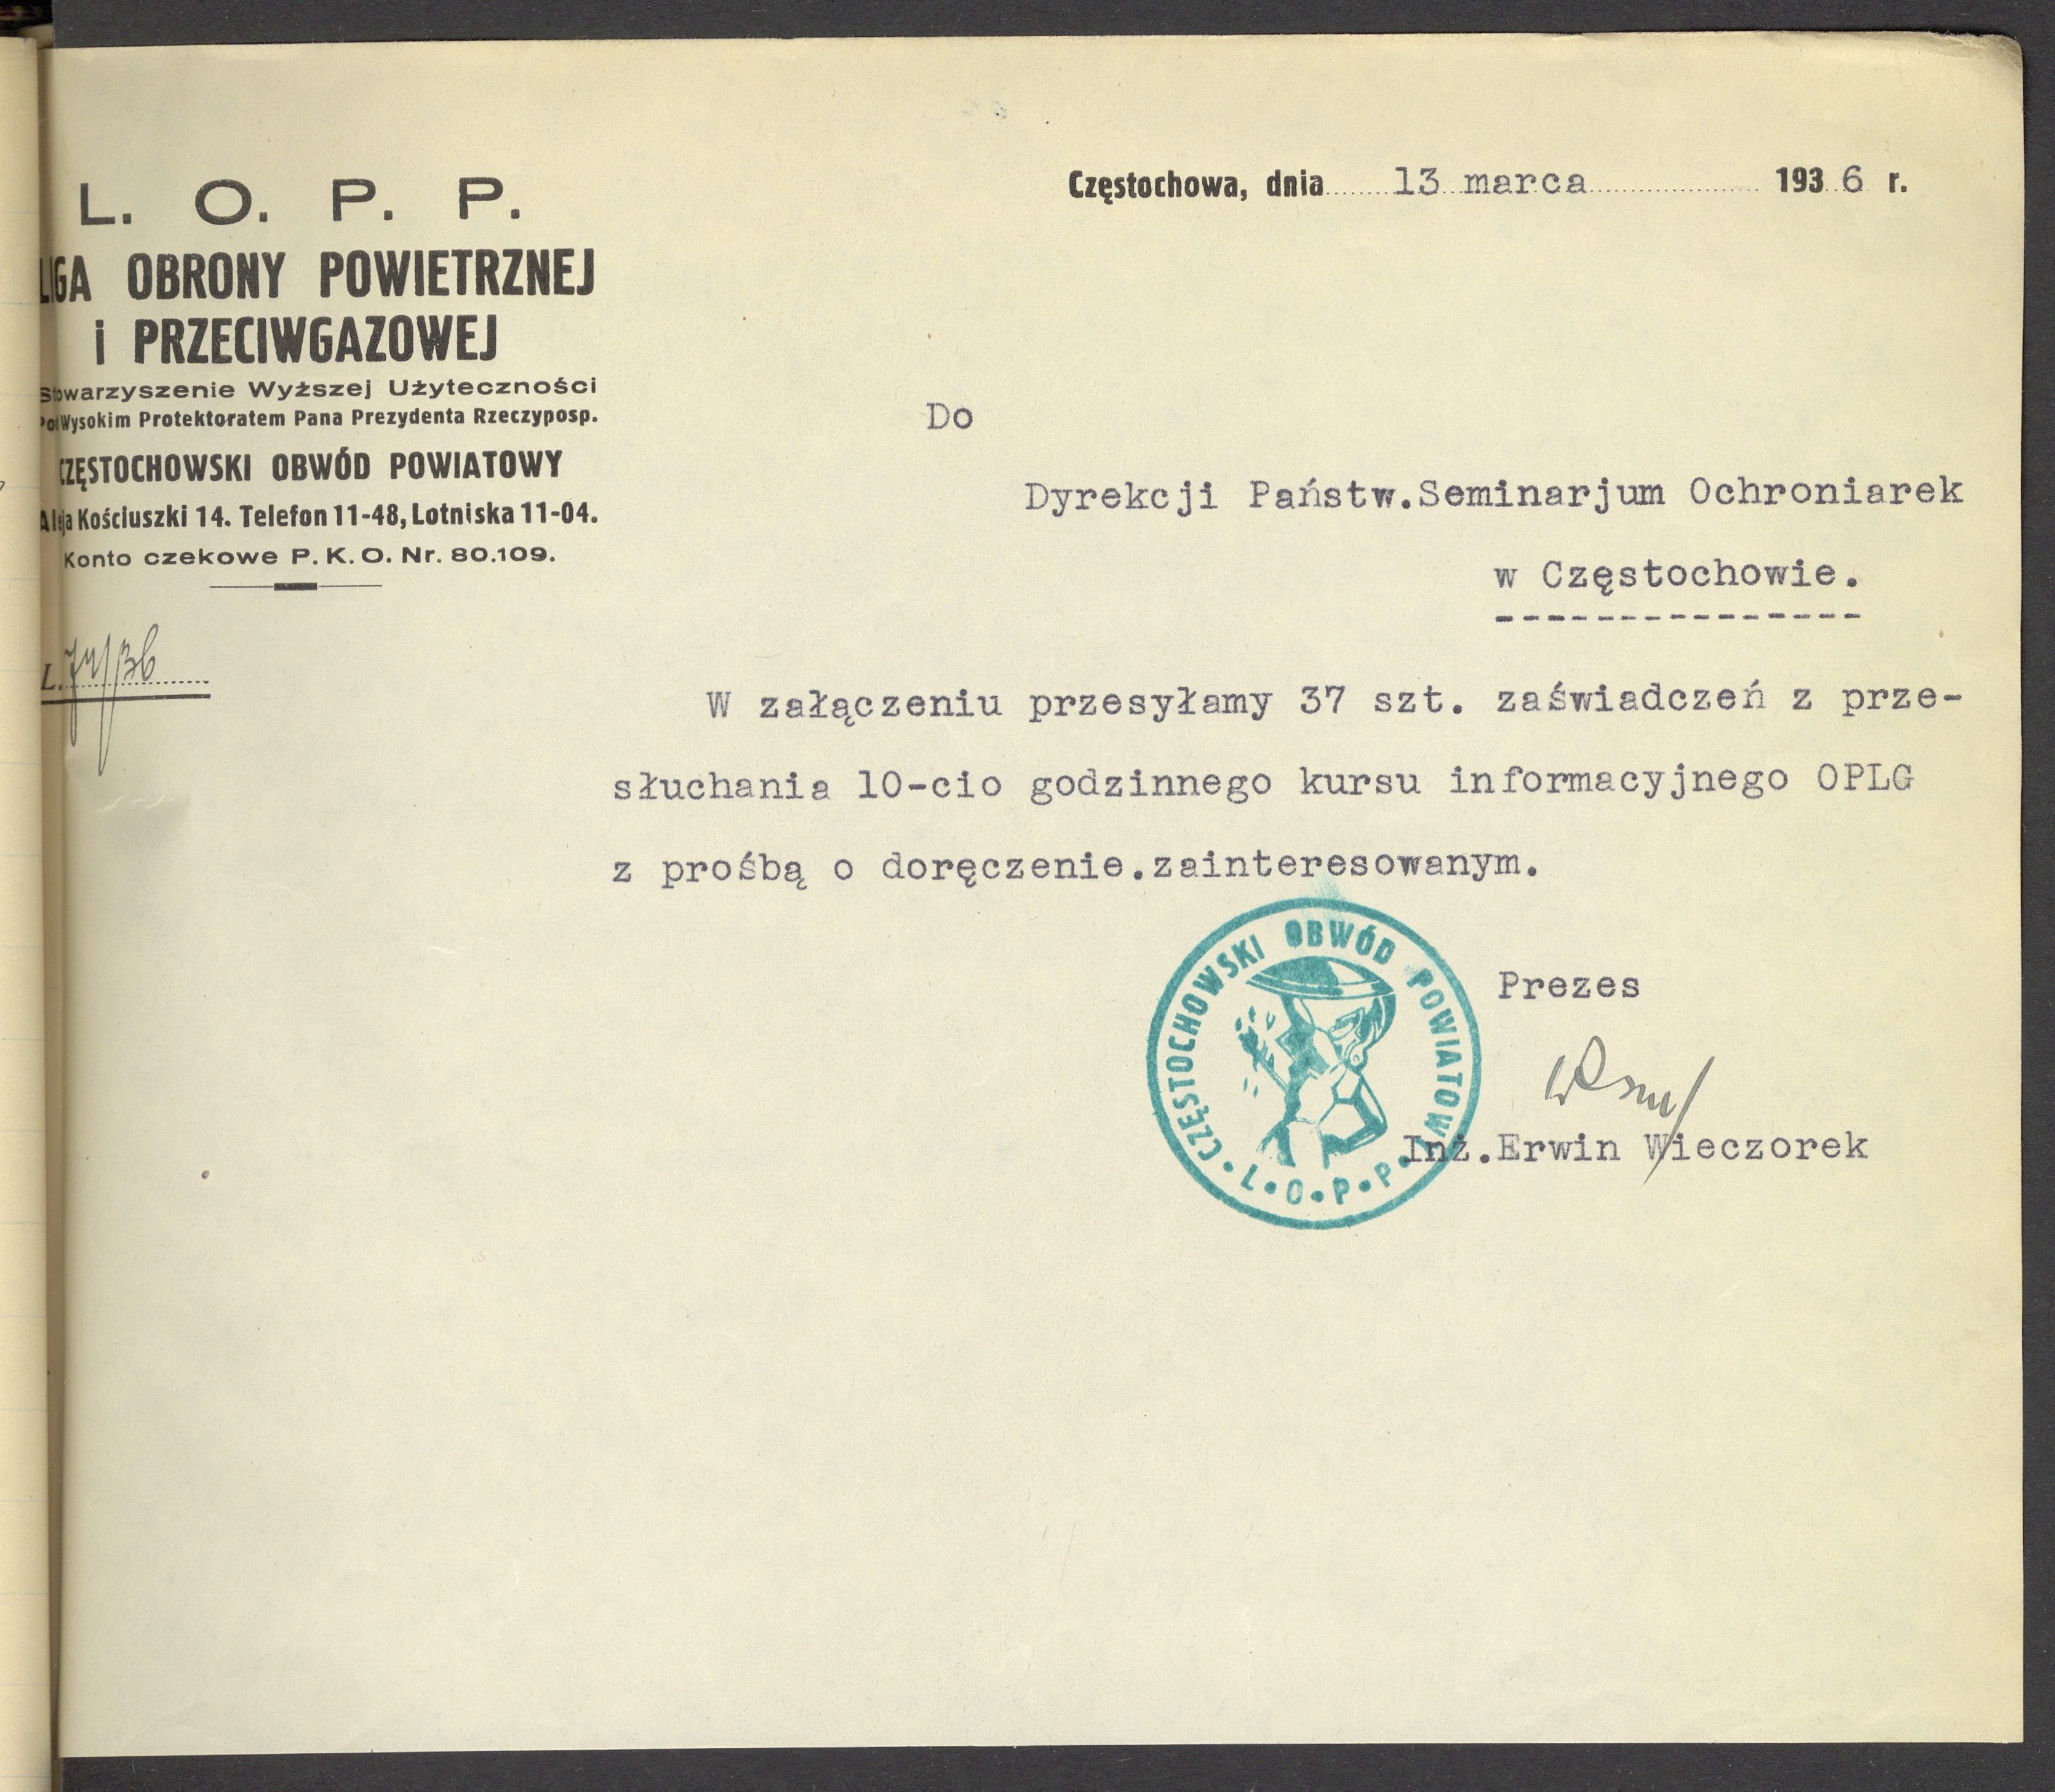 L. O. P. P.
LIGA OBRONY POWIETRZNEJ
i PRZECIWGAZOWEJ
Stowarzyszenie Wyższej Użyteczności
Pod Wysokim Protektoratem Pana Prezydenta Rzeczyposp.
CZĘSTOCHOWSKI OBWÓD POWIATOWY
Aleja Kościuszki 14. Telefon 11-48, Lotniska 11-04.
Konto czekowe P. K. O. Nr. 80.109.
L.
Częstochowa, dnia 13 marca 1936 r.
Do
Dyrekcji Państw.Seminarjum Ochroniarek
w Częstochowie.
W załączeniu przesyłamy 37 szt. zaświadczeń z prze-
słuchania 10-cio godzinnego kursu informacyjnego OPLG
z prośbą o doręczenie.zainteresowanym.
CZĘSTOCHOWSKI OBWÓD POWIATOWY
• L • O • P • P •
Prezes
Inż.Erwin Wieczorek